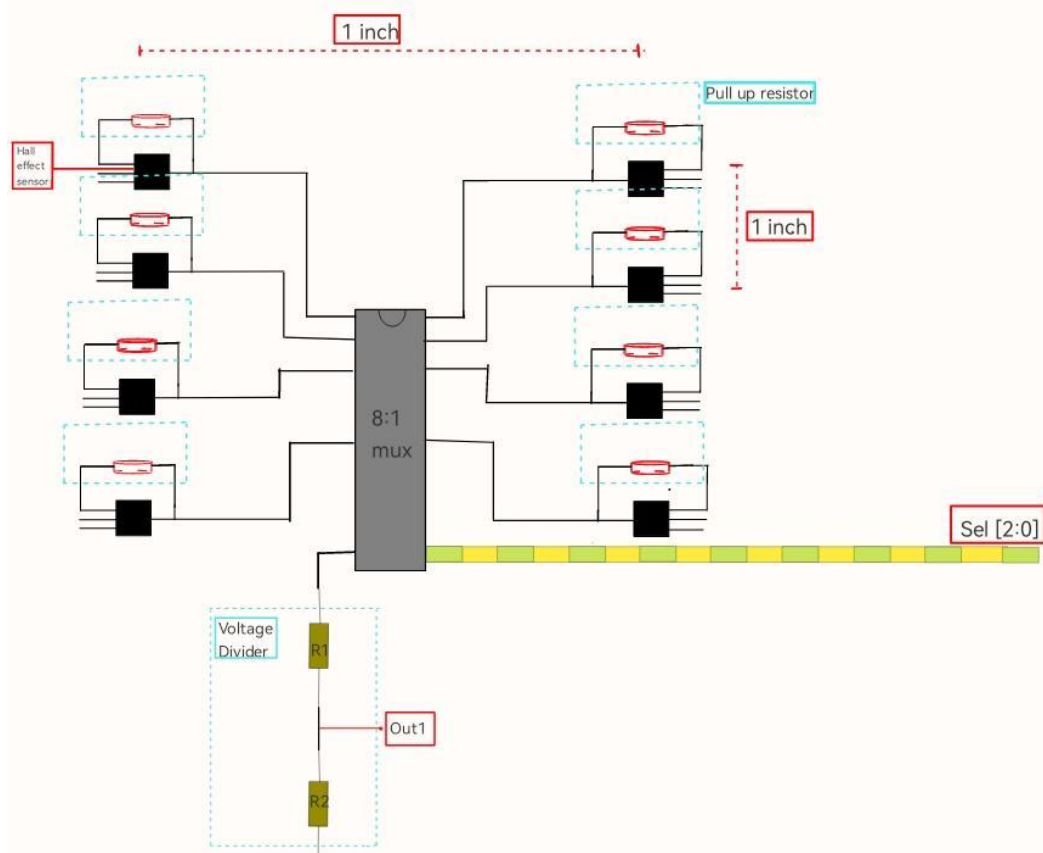 1 inch
Pull up resistor
Hall
effect
sensor
1 inch
8:1
mux
Sel [2:0]
Voltage
Divider
R1
Out1
R2